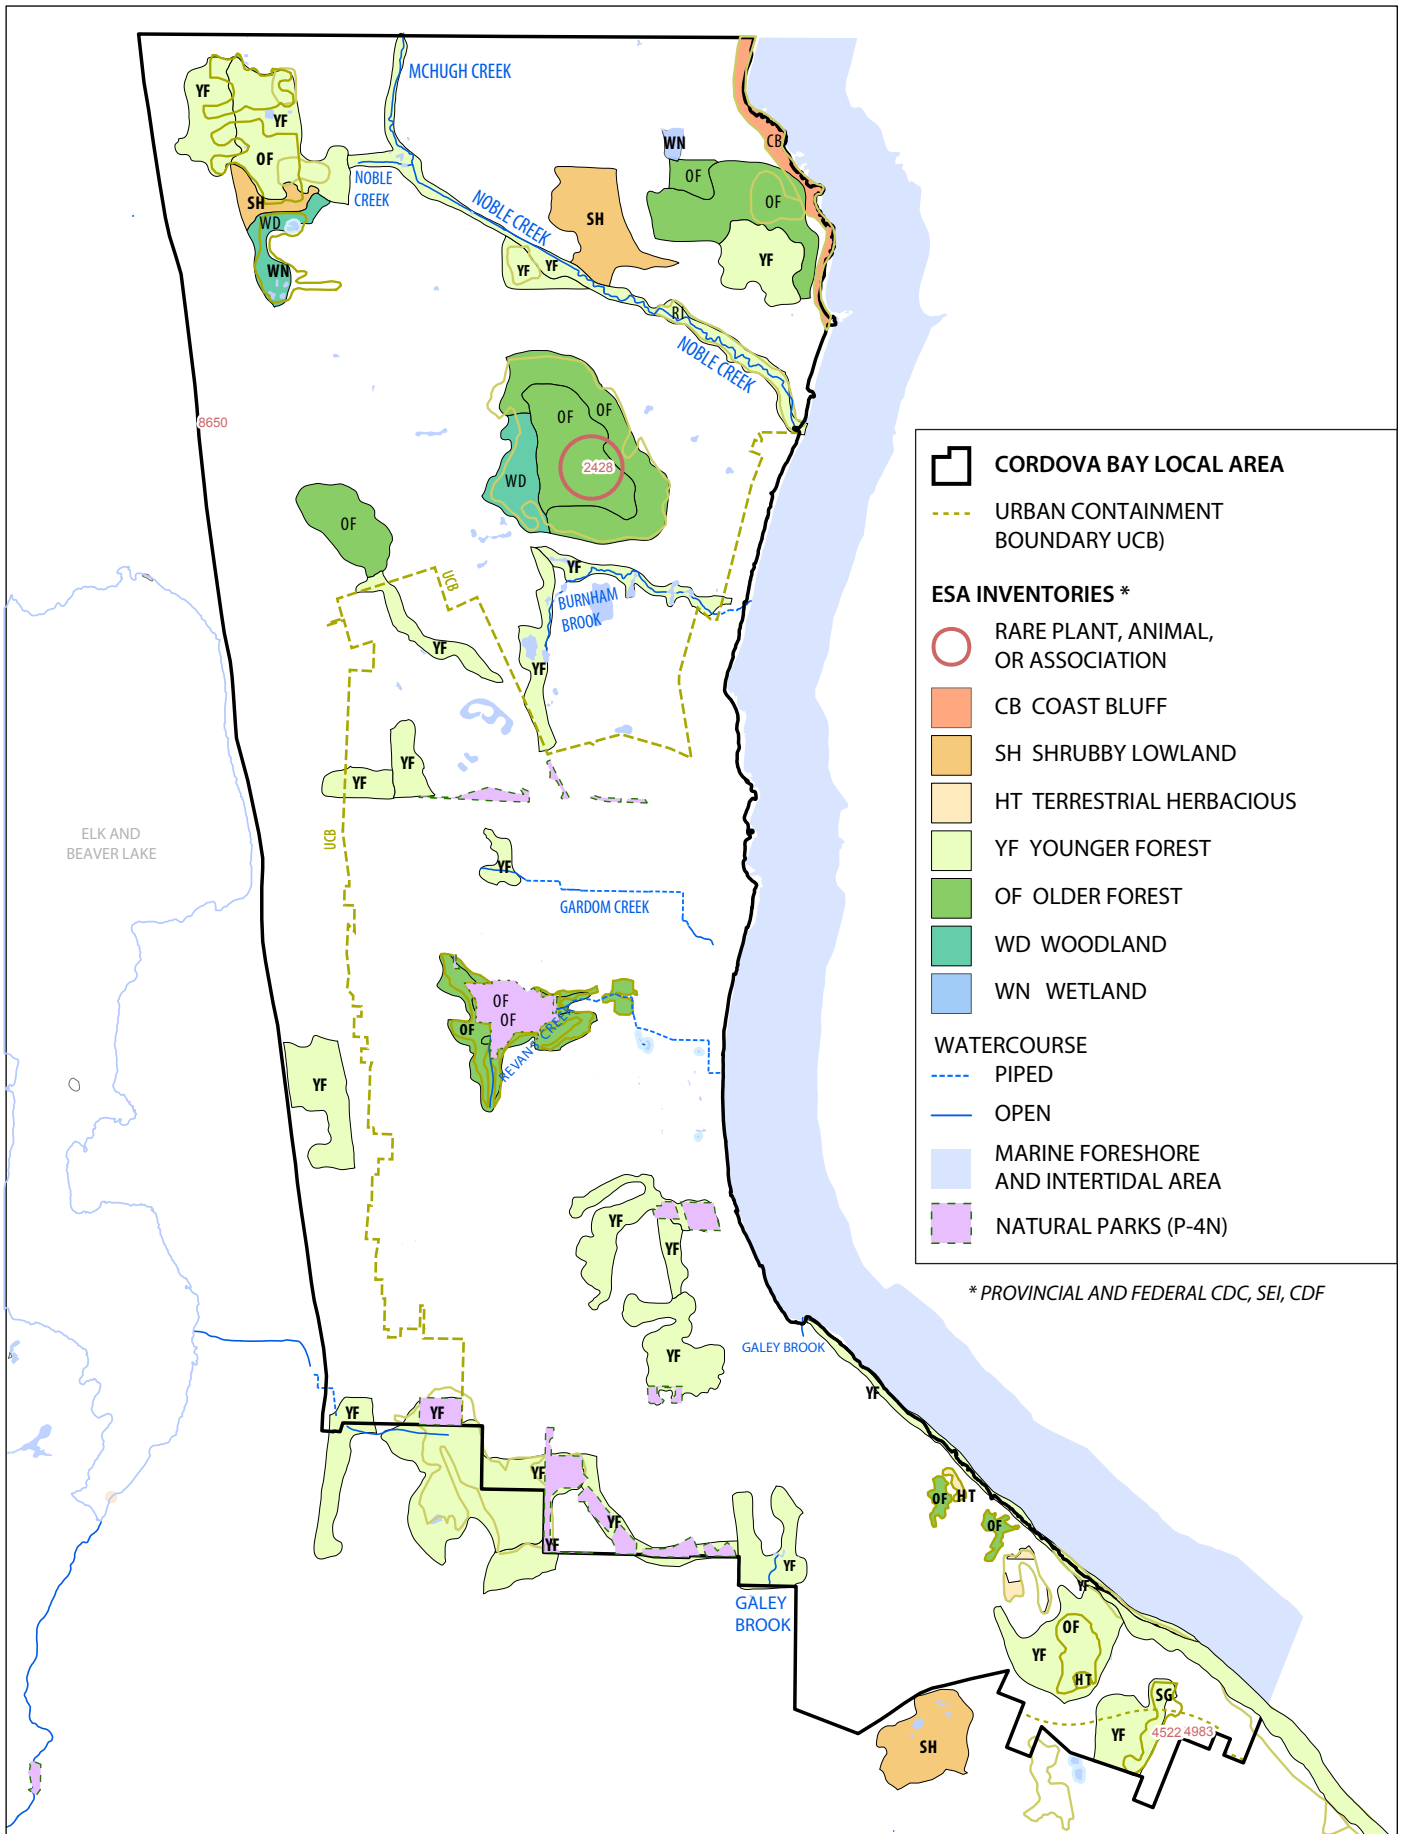 MCHUGH CREEK
YF
YF
CB
WN
OF
NOBLE
CREEK
OF
OF
SH
WD
NOBLE CREEK
SH
YF
WN
YF
YF
RI
NOBLE CREEK
8650
OF
OF
2428
WD
OF
UCB
YF
BURNHAM
BROOK
YF
YF
YF
YF
ELK AND
BEAVER LAKE
UCB
YF
GARDOM CREEK
OF
OF
OF
REVANS CREEK
YF
YF
YF
YF
GALEY BROOK
YF
YF
YF
YF
YF
YF
YF
GALEY
BROOK
OF
HT
OF
YF
OF
YF
HT
SG
YF
4522 4983
SH
CORDOVA BAY LOCAL AREA
URBAN CONTAINMENT
BOUNDARY UCB)
ESA INVENTORIES *
RARE PLANT, ANIMAL,
OR ASSOCIATION
CB COAST BLUFF
SH SHRUBBY LOWLAND
HT TERRESTRIAL HERBACIOUS
YF YOUNGER FOREST
OF OLDER FOREST
WD WOODLAND
WN WETLAND
WATERCOURSE
PIPED
OPEN
MARINE FORESHORE
AND INTERTIDAL AREA
NATURAL PARKS (P-4N)
* PROVINCIAL AND FEDERAL CDC, SEI, CDF